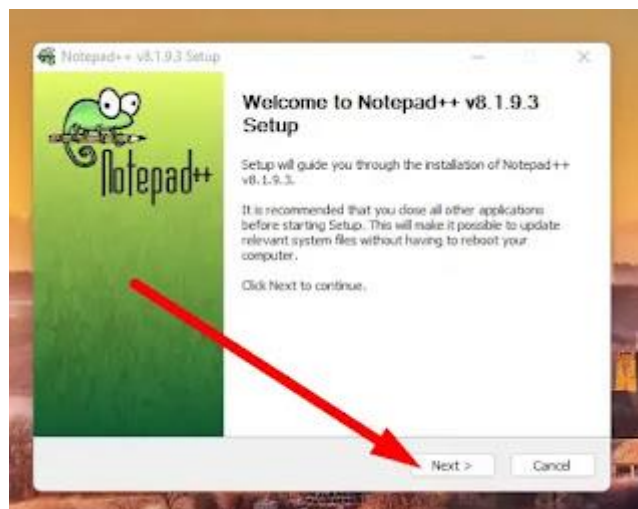 Notepad++ v8.1.9.3 Setup
Notepad++
Welcome to Notepad++ v8.1.9.3
Setup
Setup will guide you through the installation of Notepad++
v8.1.9.3.
It is recommended that you close all other applications
before starting Setup. This will make it possible to update
relevant system files without having to reboot your
computer.
Click Next to continue.
Next >
Cancel